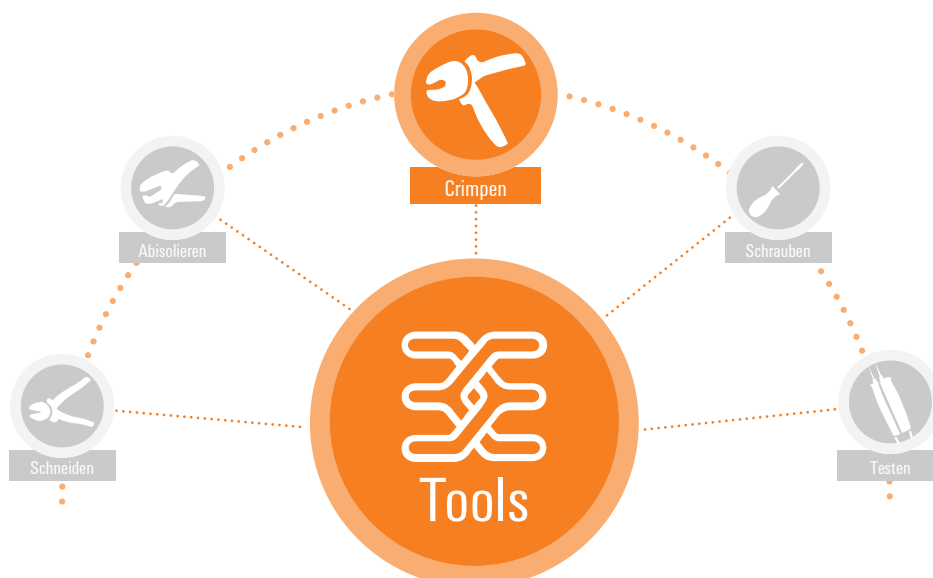 Crimpen
Abisolieren
Schrauben
Schneiden
Testen
Tools